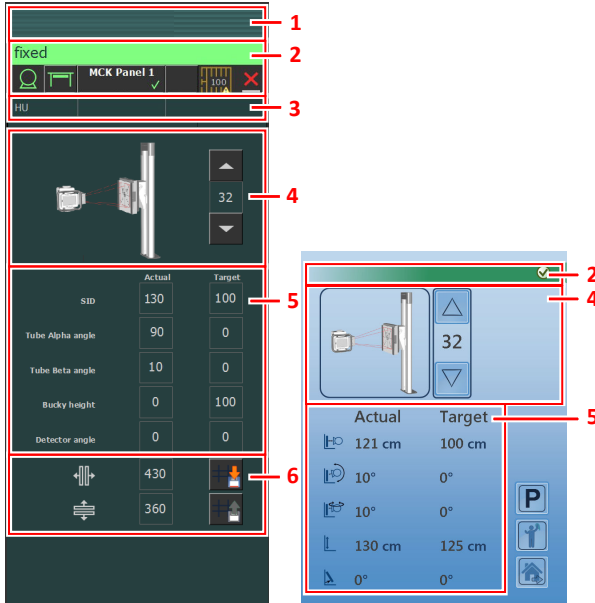 1
fixed
2
MCK Panel 1
100
HU
3
32
4
Actual Target
SID 130 100
5
Tube Alpha angle 90 0
Tube Beta angle 10 0
Bucky height 0 100
Detector angle 0 0
430
6
360
2
4
32
Actual Target
5
121 cm 100 cm
10° 0°
10° 0°
130 cm 125 cm
0° 0°
P